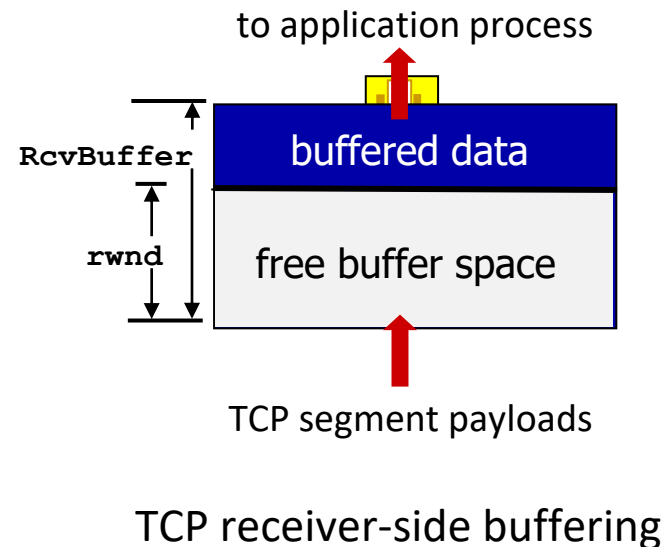 to application process
RcvBuffer
buffered data
rwnd
free buffer space
TCP segment payloads
TCP receiver-side buffering